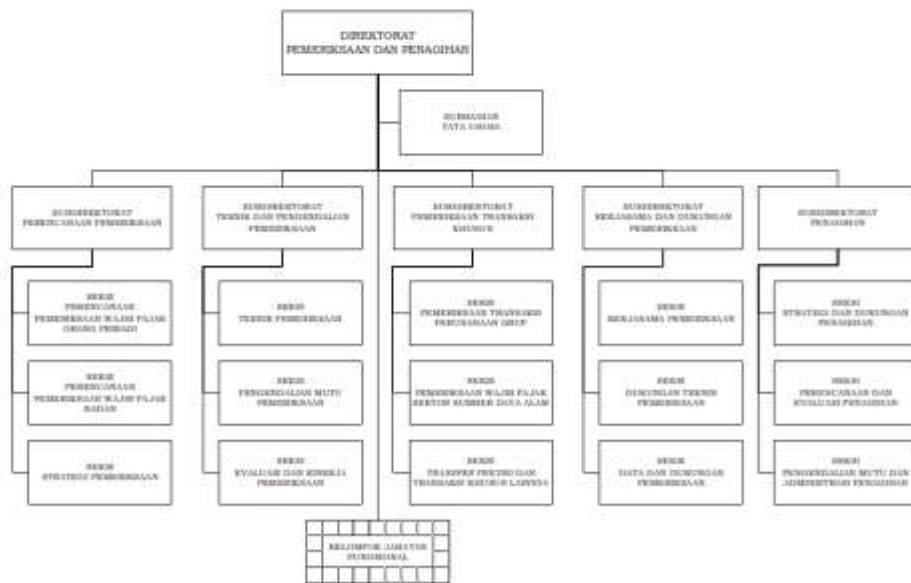 DIREKTORAT
PEMERIKSAAN DAN PENAGIHAN
SUBBAGIAN
TATA USAHA
SUBDIREKTORAT
PERENCANAAN PEMERIKSAAN
SUBDIREKTORAT
TEKNIK DAN PENGENDALIAN
PEMERIKSAAN
SUBDIREKTORAT
PEMERIKSAAN TRANSAKSI
KHUSUS
SUBDIREKTORAT
KERJASAMA DAN DUKUNGAN
PEMERIKSAAN
SUBDIREKTORAT
PENAGIHAN
SEKSI
PERENCANAAN
PEMERIKSAAN WAJIB PAJAK
ORANG PRIBADI
SEKSI
TEKNIK PEMERIKSAAN
SEKSI
PEMERIKSAAN TRANSAKSI
PERUSAHAAN GRUP
SEKSI
KERJASAMA PEMERIKSAAN
SEKSI
STRATEGI DAN DUKUNGAN
PENAGIHAN
SEKSI
PERENCANAAN
PEMERIKSAAN WAJIB PAJAK
BADAN
SEKSI
PENGENDALIAN MUTU
PEMERIKSAAN
SEKSI
PEMERIKSAAN WAJIB PAJAK
SEKTOR SUMBER DAYA ALAM
SEKSI
DUKUNGAN TEKNIS
PEMERIKSAAN
SEKSI
PERENCANAAN DAN
EVALUASI PENAGIHAN
SEKSI
STRATEGI PEMERIKSAAN
SEKSI
EVALUASI DAN KINERJA
PEMERIKSAAN
SEKSI
TRANSFER PRICING DAN
TRANSAKSI KHUSUS LAINNYA
SEKSI
DATA DAN DUKUNGAN
PEMERIKSAAN
SEKSI
PENGENDALIAN MUTU DAN
ADMINISTRASI PENAGIHAN
KELOMPOK JABATAN
FUNGSIONAL